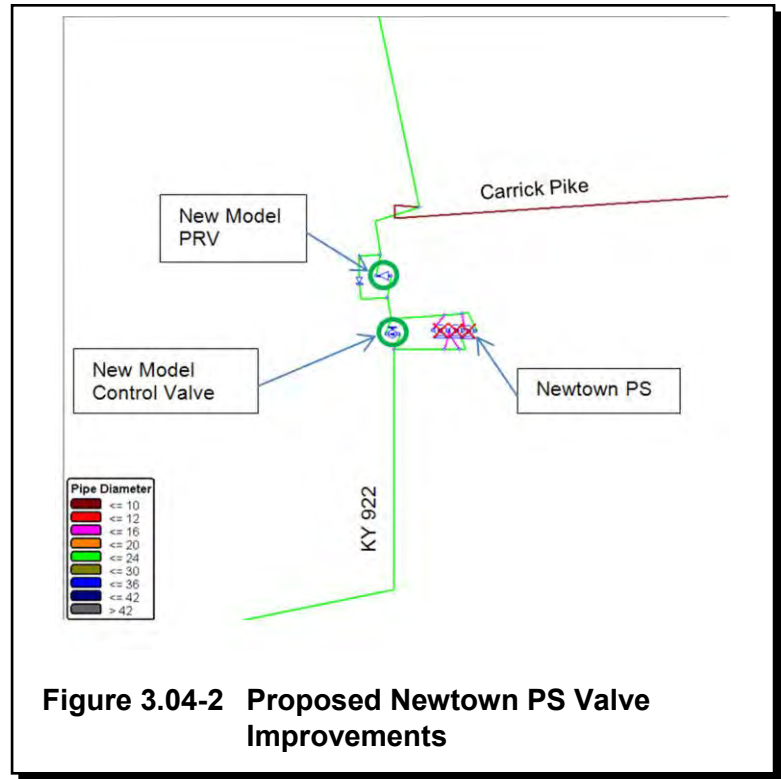 Carrick Pike
New Model
PRV
New Model
Control Valve
Newtown PS
KY 922
Pipe Diameter
<= 10
<= 12
<= 16
<= 20
<= 24
<= 30
<= 36
<= 42
> 42
Figure 3.04-2 Proposed Newtown PS Valve
Improvements